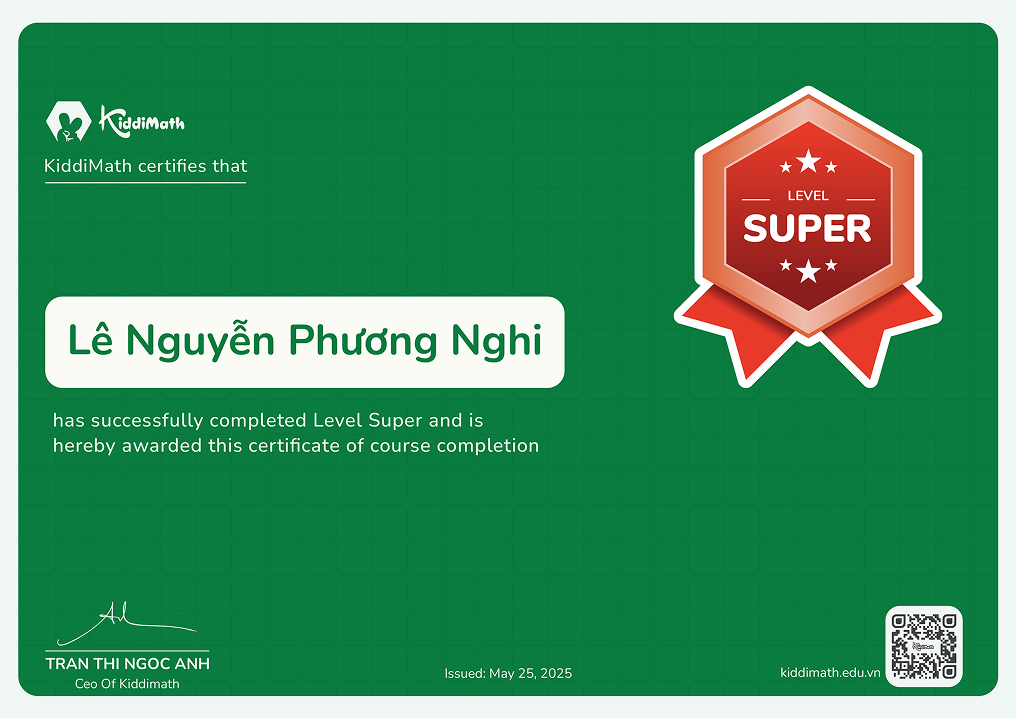 KiddiMath
KiddiMath certifies that
LEVEL
SUPER
Lê Nguyễn Phương Nghi
has successfully completed Level Super and is
hereby awarded this certificate of course completion
TRAN THI NGOC ANH
Ceo Of Kiddimath
Issued: May 25, 2025
kiddimath.edu.vn